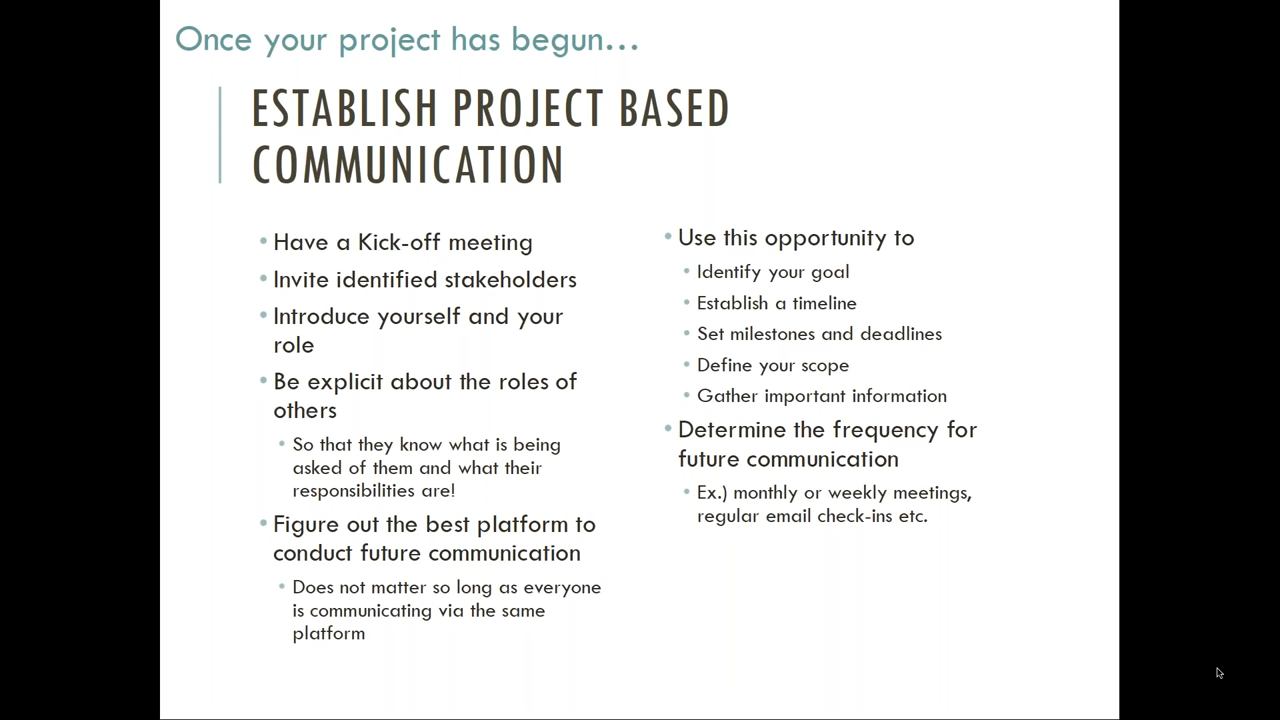 Once your project has begun...
ESTABLISH PROJECT BASED
COMMUNICATION
• Have a Kick-off meeting
• Invite identified stakeholders
• Introduce yourself and your
role
• Be explicit about the roles of
others
• So that they know what is being
asked of them and what their
responsibilities are!
• Figure out the best platform to
conduct future communication
• Does not matter so long as everyone
is communicating via the same
platform
• Use this opportunity to
• Identify your goal
• Establish a timeline
• Set milestones and deadlines
• Define your scope
• Gather important information
• Determine the frequency for
future communication
• Ex.) monthly or weekly meetings,
regular email check-ins etc.